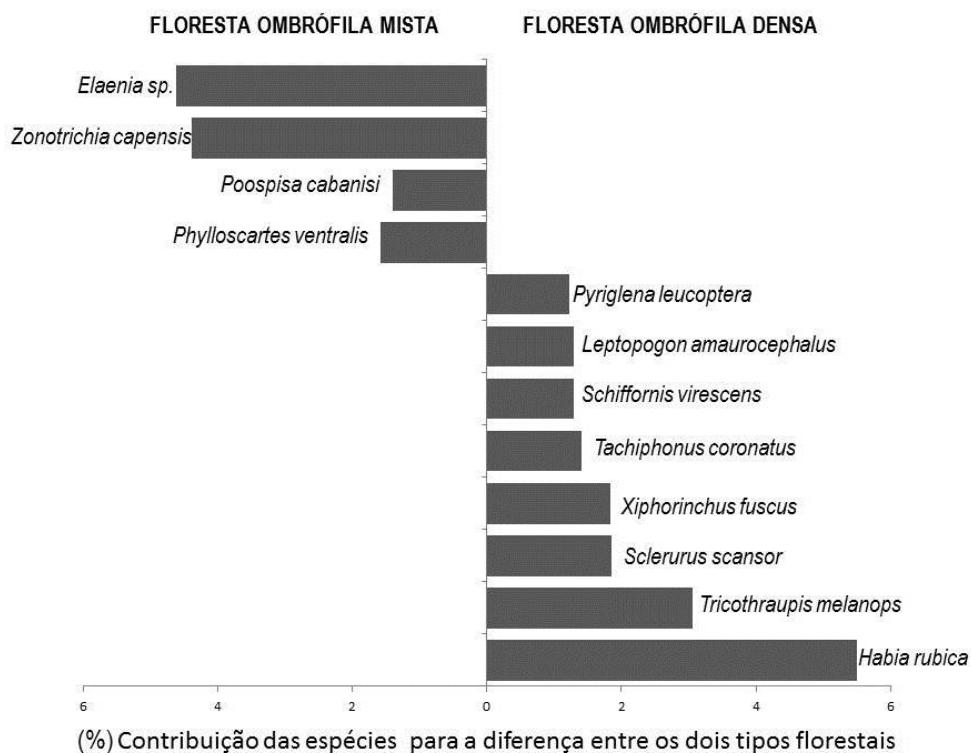 FLORESTA OMBRÓFILA MISTA
FLORESTA OMBRÓFILA DENSA
Elaenia sp.
Zonotrichia capensis
Poospisa cabanisi
Phylloscartes ventralis
Pyriglena leucoptera
Leptopogon amaurocephalus
Schiffornis virescens
Tachiphonus coronatus
Xiphorinchus fuscus
Sclerurus scansor
Tricothraupis melanops
Habia rubica
6 4 2 0 2 4 6
(%) Contribuição das espécies para a diferença entre os dois tipos florestais